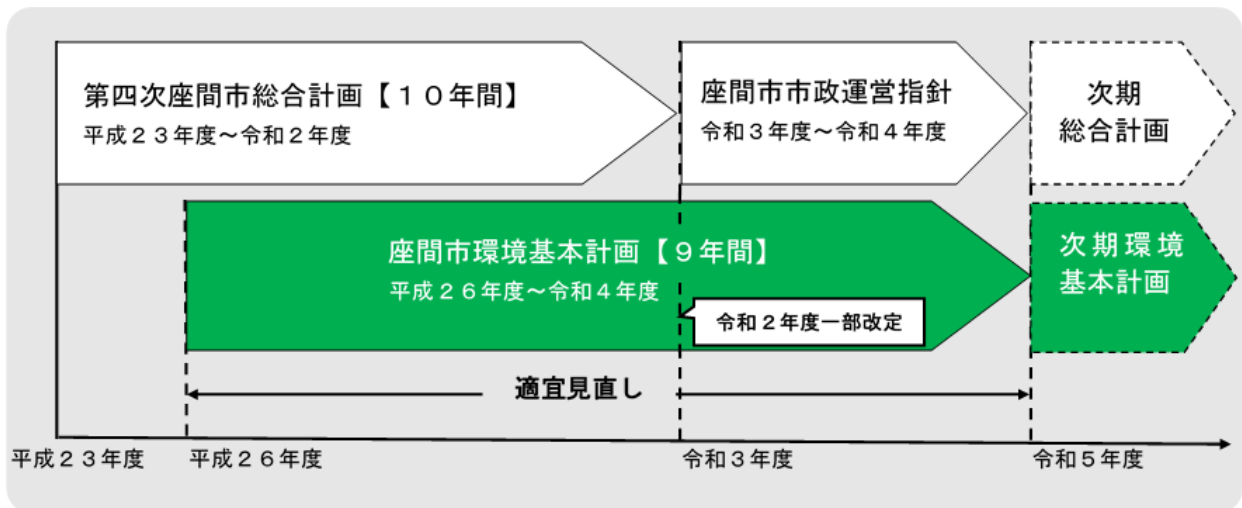 第四次座間市総合計画【１０年間】
平成２３年度～令和２年度
座間市市政運営指針
令和３年度～令和４年度
次期
総合計画
座間市環境基本計画【９年間】
平成２６年度～令和４年度
令和２年度一部改定
次期環境
基本計画
適宜見直し
平成２３年度
平成２６年度
令和３年度
令和５年度